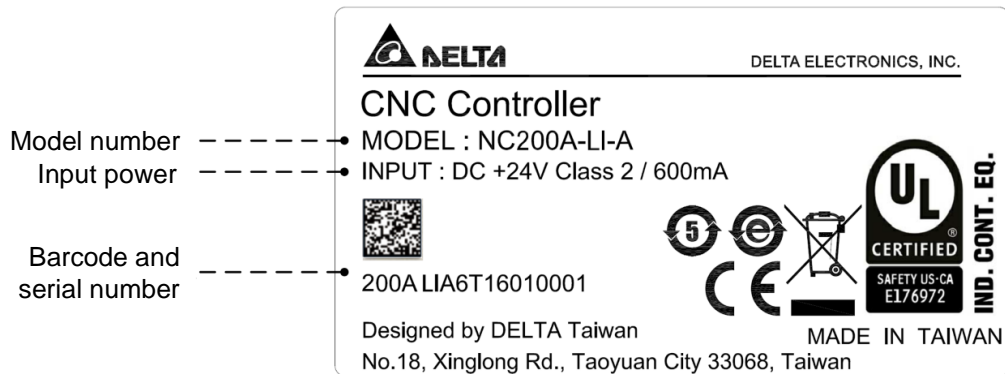 DELTA
DELTA ELECTRONICS, INC.
CNC Controller
Model number
MODEL : NC200A-LI-A
Input power
INPUT : DC +24V Class 2 / 600mA
Barcode and
serial number
200A LIA6T16010001
5
e
CE
UL
®
CERTIFIED
SAFETY US-CA
E176972
IND. CONT. EQ.
Designed by DELTA Taiwan
MADE IN TAIWAN
No.18, Xinglong Rd., Taoyuan City 33068, Taiwan